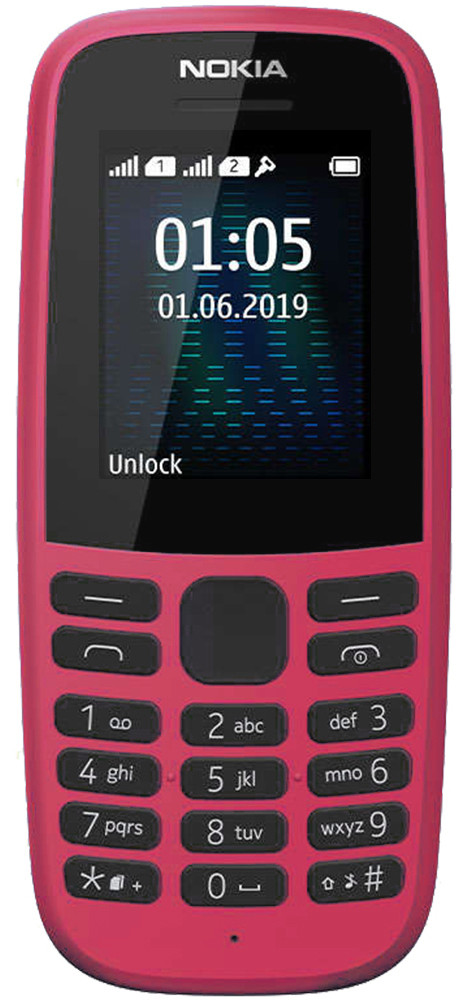 NOKIA
1 2
01:05
01.06.2019
Unlock
1 2 abc def 3
4 ghi 5 jkl mno 6
7 pqrs 8 tuv wxyz 9
* + 0 #